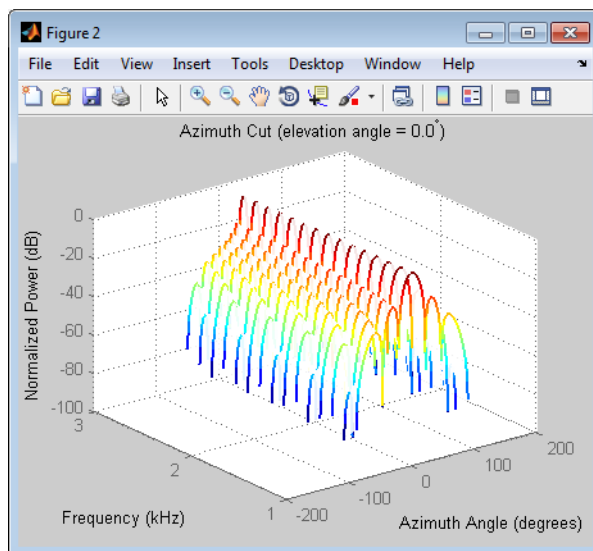 Figure 2
File Edit View Insert Tools Desktop Window Help
Azimuth Cut (elevation angle = 0.0°)
Normalized Power (dB)
0
-20
-40
-60
-80
-100
3
2
1
Frequency (kHz)
-200
-100
0
100
200
Azimuth Angle (degrees)